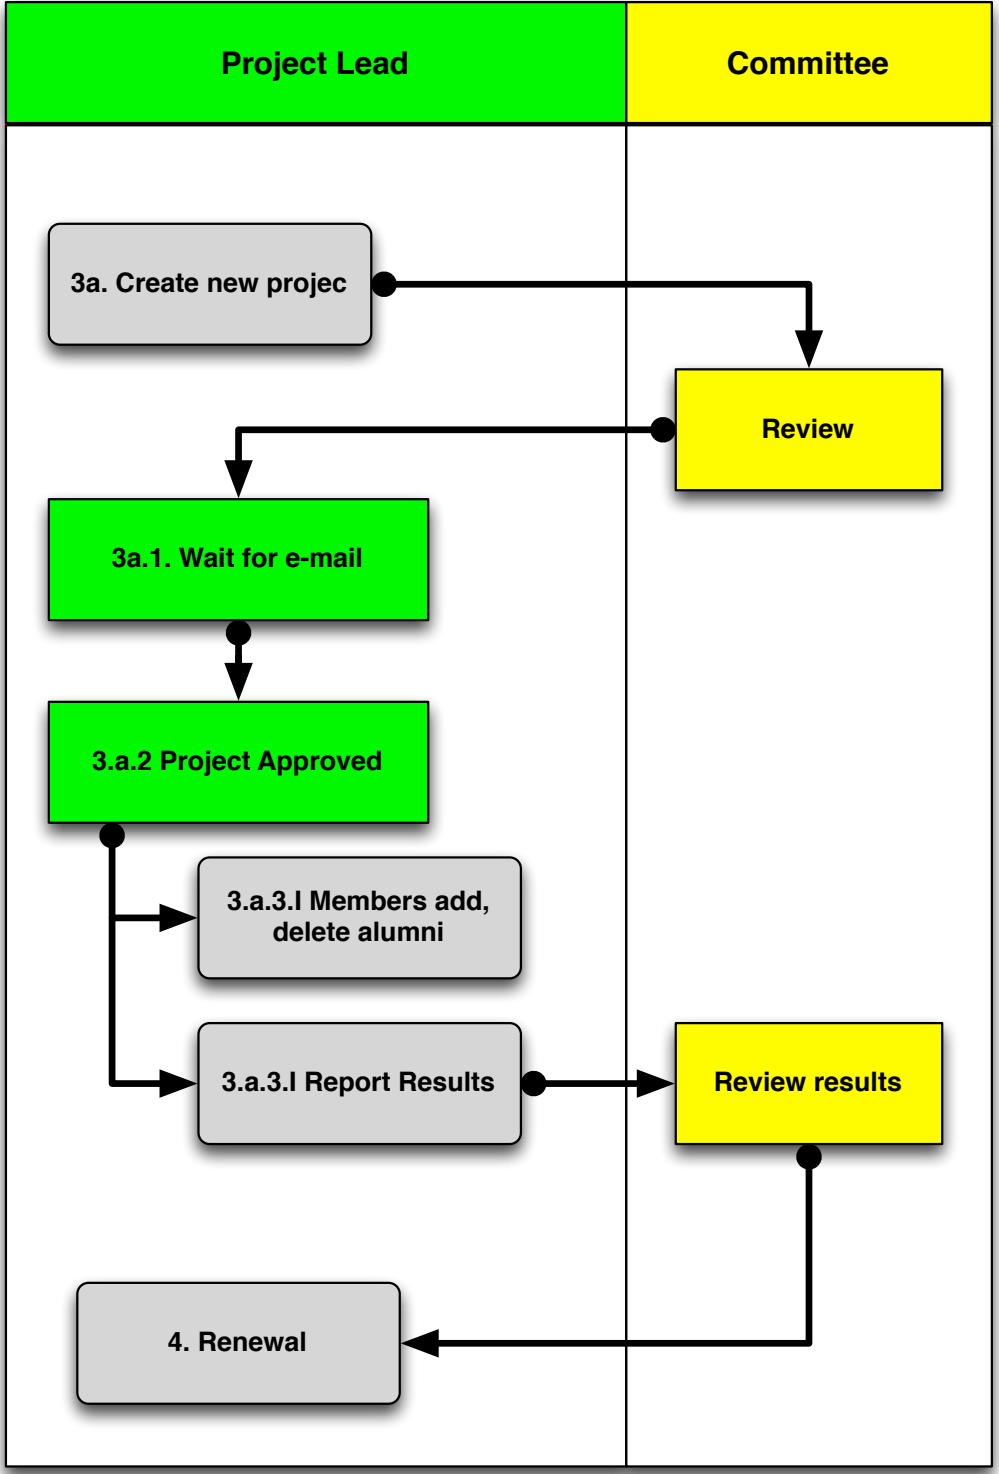 Project Lead
Committee
3a. Create new projec
Review
3a.1. Wait for e-mail
3.a.2 Project Approved
3.a.3.I Members add,
delete alumni
3.a.3.I Report Results
Review results
4. Renewal